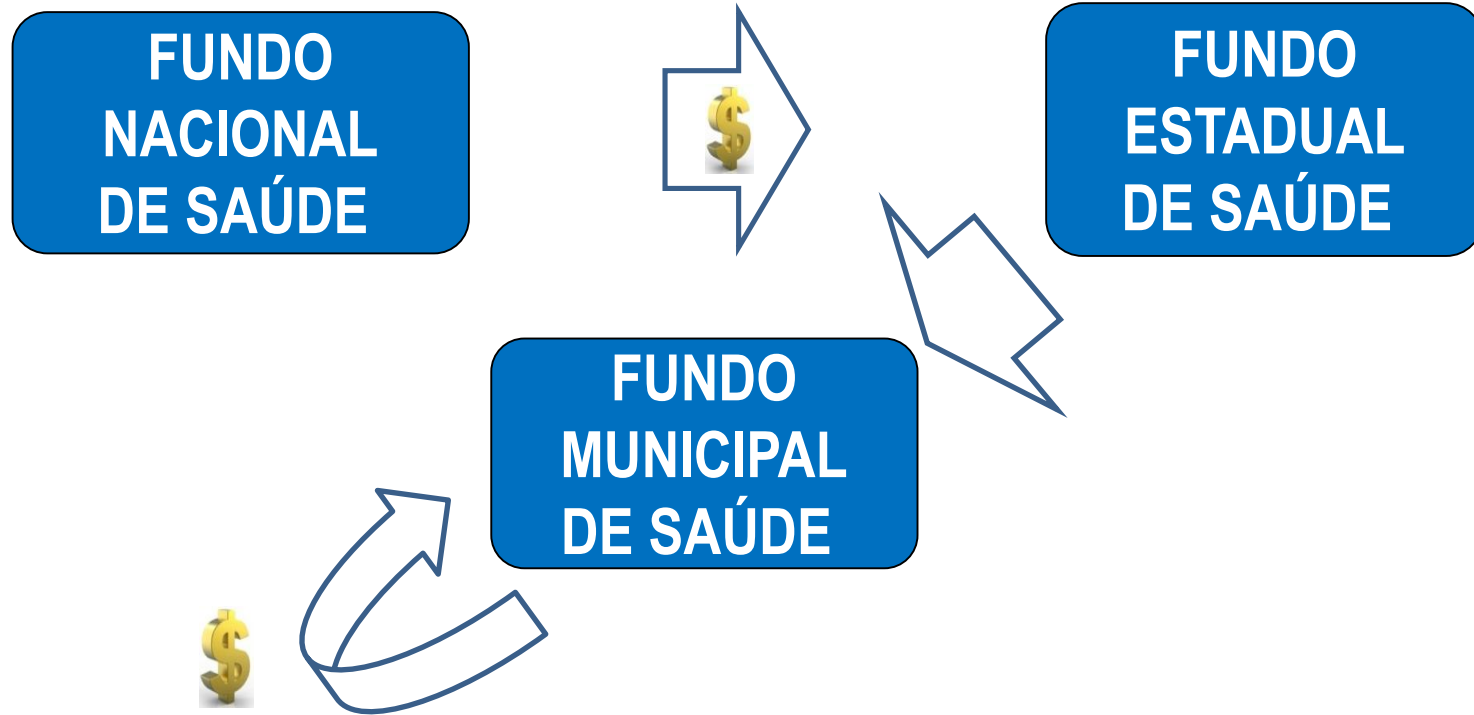 FUNDO
NACIONAL
DE SAÚDE
$
FUNDO
ESTADUAL
DE SAÚDE
FUNDO
MUNICIPAL
DE SAÚDE
$